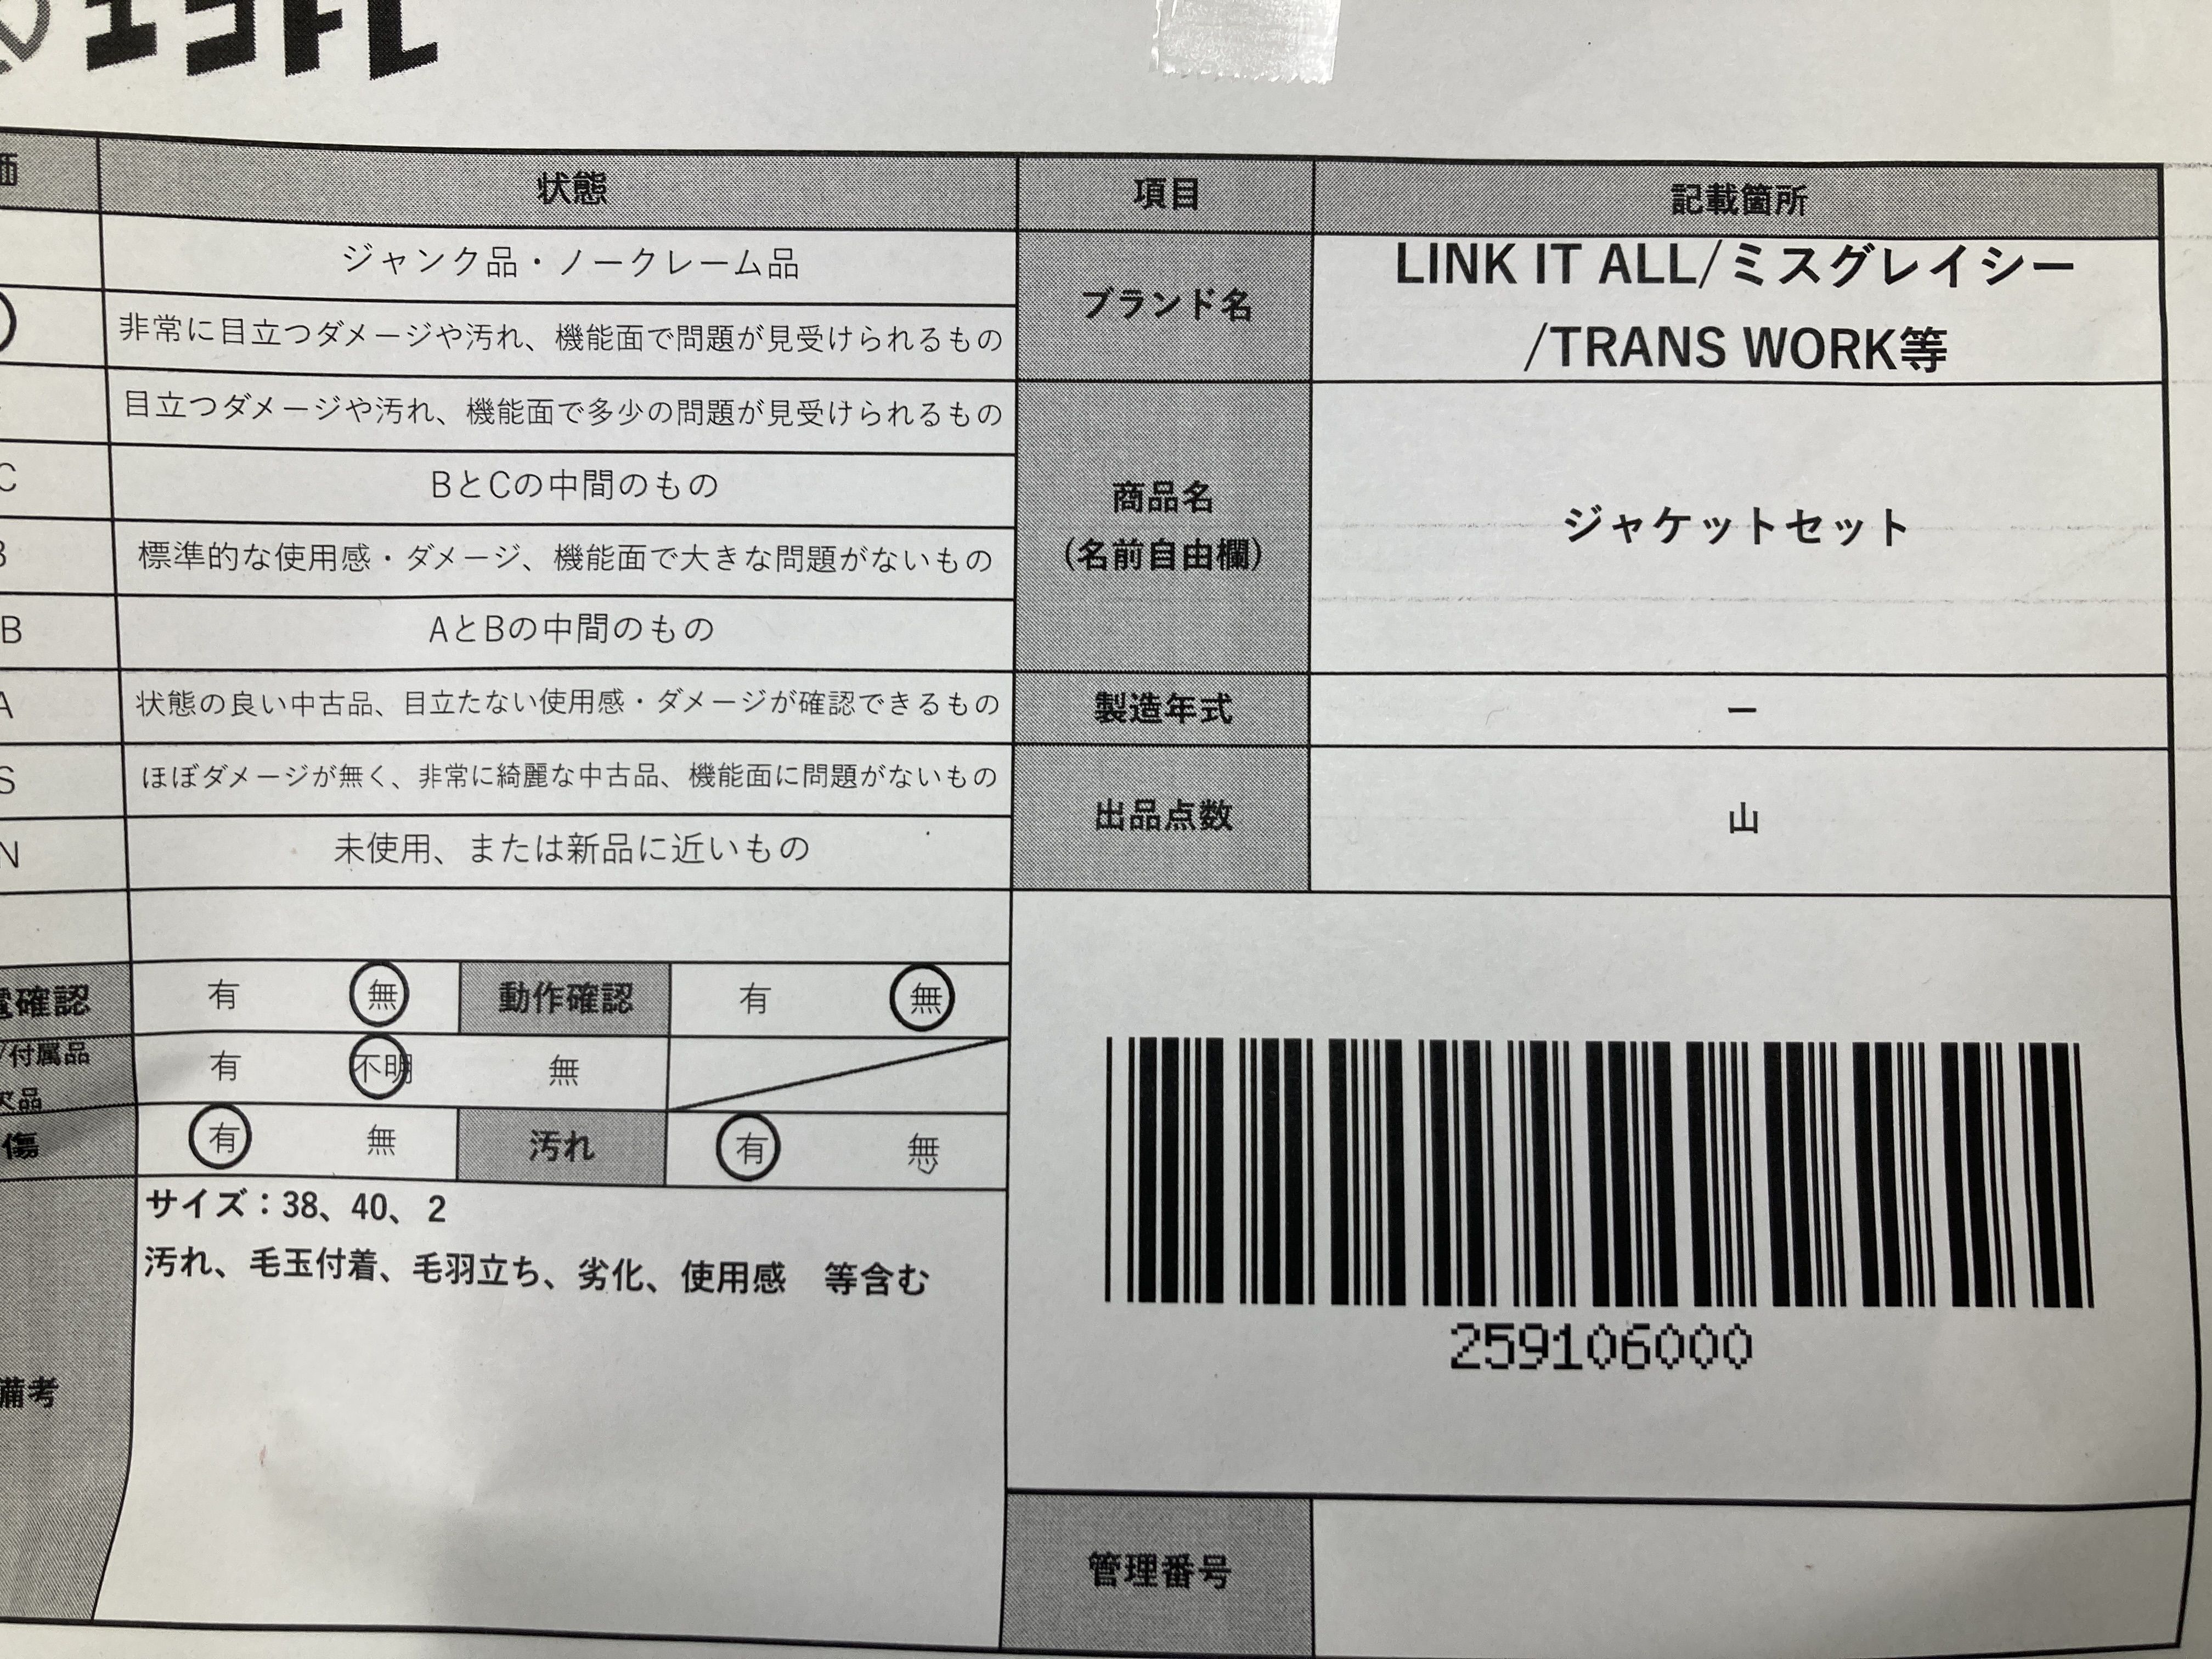 エコトレ
価 状態 項目 記載箇所
ジャンク品・ノークレーム品
非常に目立つダメージや汚れ、機能面で問題が見受けられるもの
ブランド名
LINK IT ALL/ミスグレイシー
/TRANS WORK等
目立つダメージや汚れ、機能面で多少の問題が見受けられるもの
C BとCの中間のもの
商品名
(名前自由欄)
ジャケットセット
B 標準的な使用感・ダメージ、機能面で大きな問題がないもの
B AとBの中間のもの
A 状態の良い中古品、目立たない使用感・ダメージが確認できるもの
製造年式 ー
S ほぼダメージが無く、非常に綺麗な中古品、機能面に問題がないもの
出品点数 山
N 未使用、または新品に近いもの
電確認 有 無 動作確認 有 無
/付属品
欠品
有 不明 無
傷 有 無 汚れ 有 無
備考
サイズ：38、40、2
汚れ、毛玉付着、毛羽立ち、劣化、使用感　等含む
259106000
管理番号